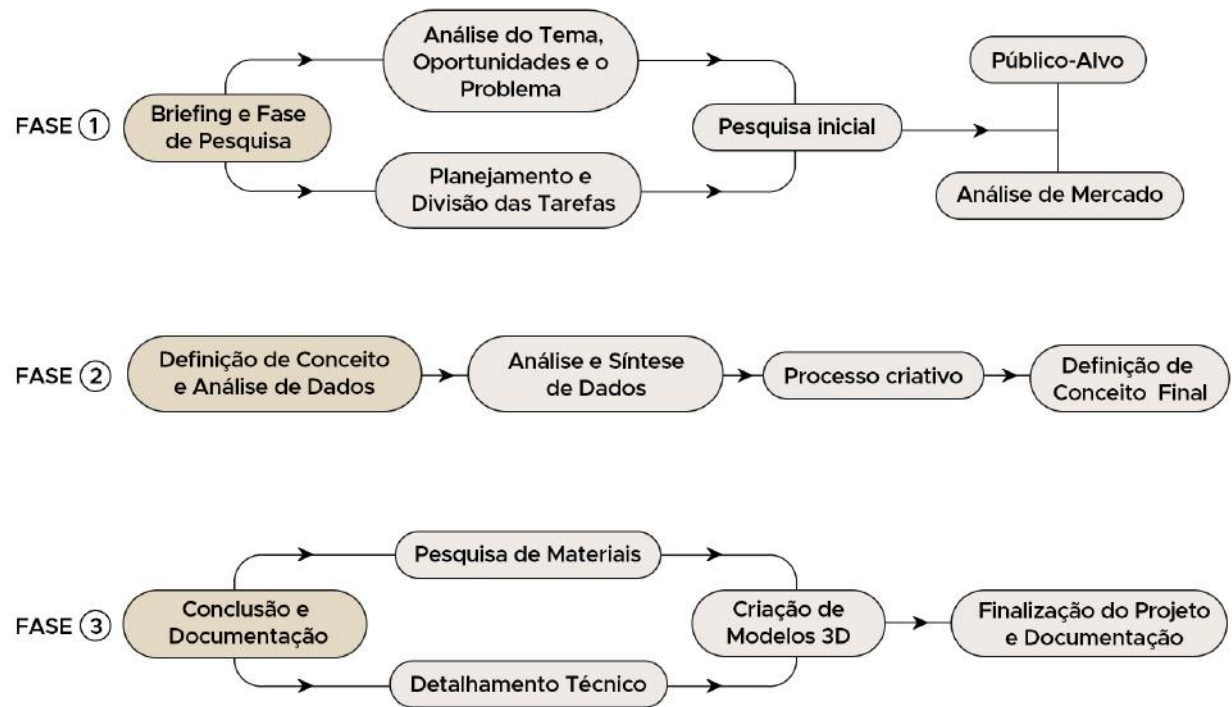 FASE 1
Briefing e Fase
de Pesquisa
Análise do Tema,
Oportunidades e o
Problema
Planejamento e
Divisão das Tarefas
Pesquisa inicial
Público-Alvo
Análise de Mercado
FASE 2
Definição de Conceito
e Análise de Dados
Análise e Síntese
de Dados
Processo criativo
Definição de
Conceito Final
FASE 3
Conclusão e
Documentação
Pesquisa de Materiais
Detalhamento Técnico
Criação de
Modelos 3D
Finalização do Projeto
e Documentação